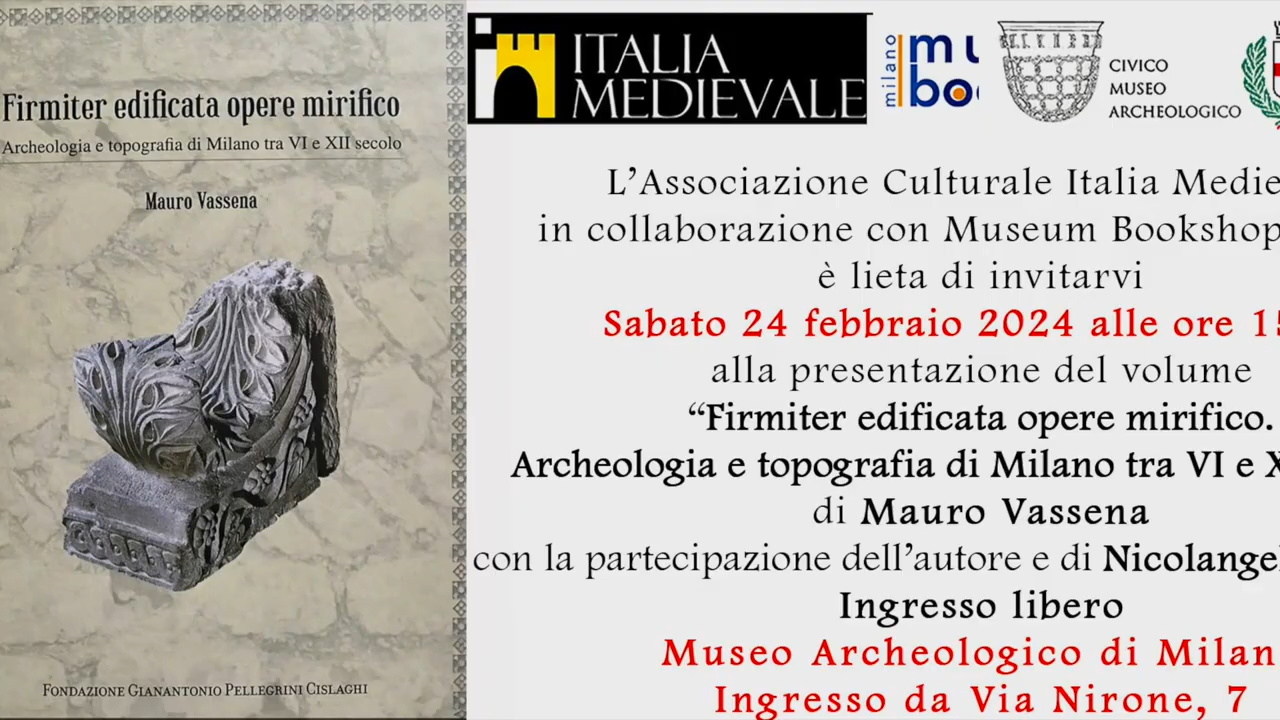 Firmiter edificata opere mirifico
Archeologia e topografia di Milano tra VI e XII secolo
Mauro Vassena
FONDAZIONE GIANANTONIO PELLEGRINI CISLAGHI
ITALIA
MEDIEVALE
milano
mu
bo
CIVICO
MUSEO
ARCHEOLOGICO
L’Associazione Culturale Italia Medie
in collaborazione con Museum Bookshop
è lieta di invitarvi
Sabato 24 febbraio 2024 alle ore 15
alla presentazione del volume
“Firmiter edificata opere mirifico.
Archeologia e topografia di Milano tra VI e X
di Mauro Vassena
con la partecipazione dell’autore e di Nicolange
Ingresso libero
Museo Archeologico di Milan
Ingresso da Via Nirone, 7